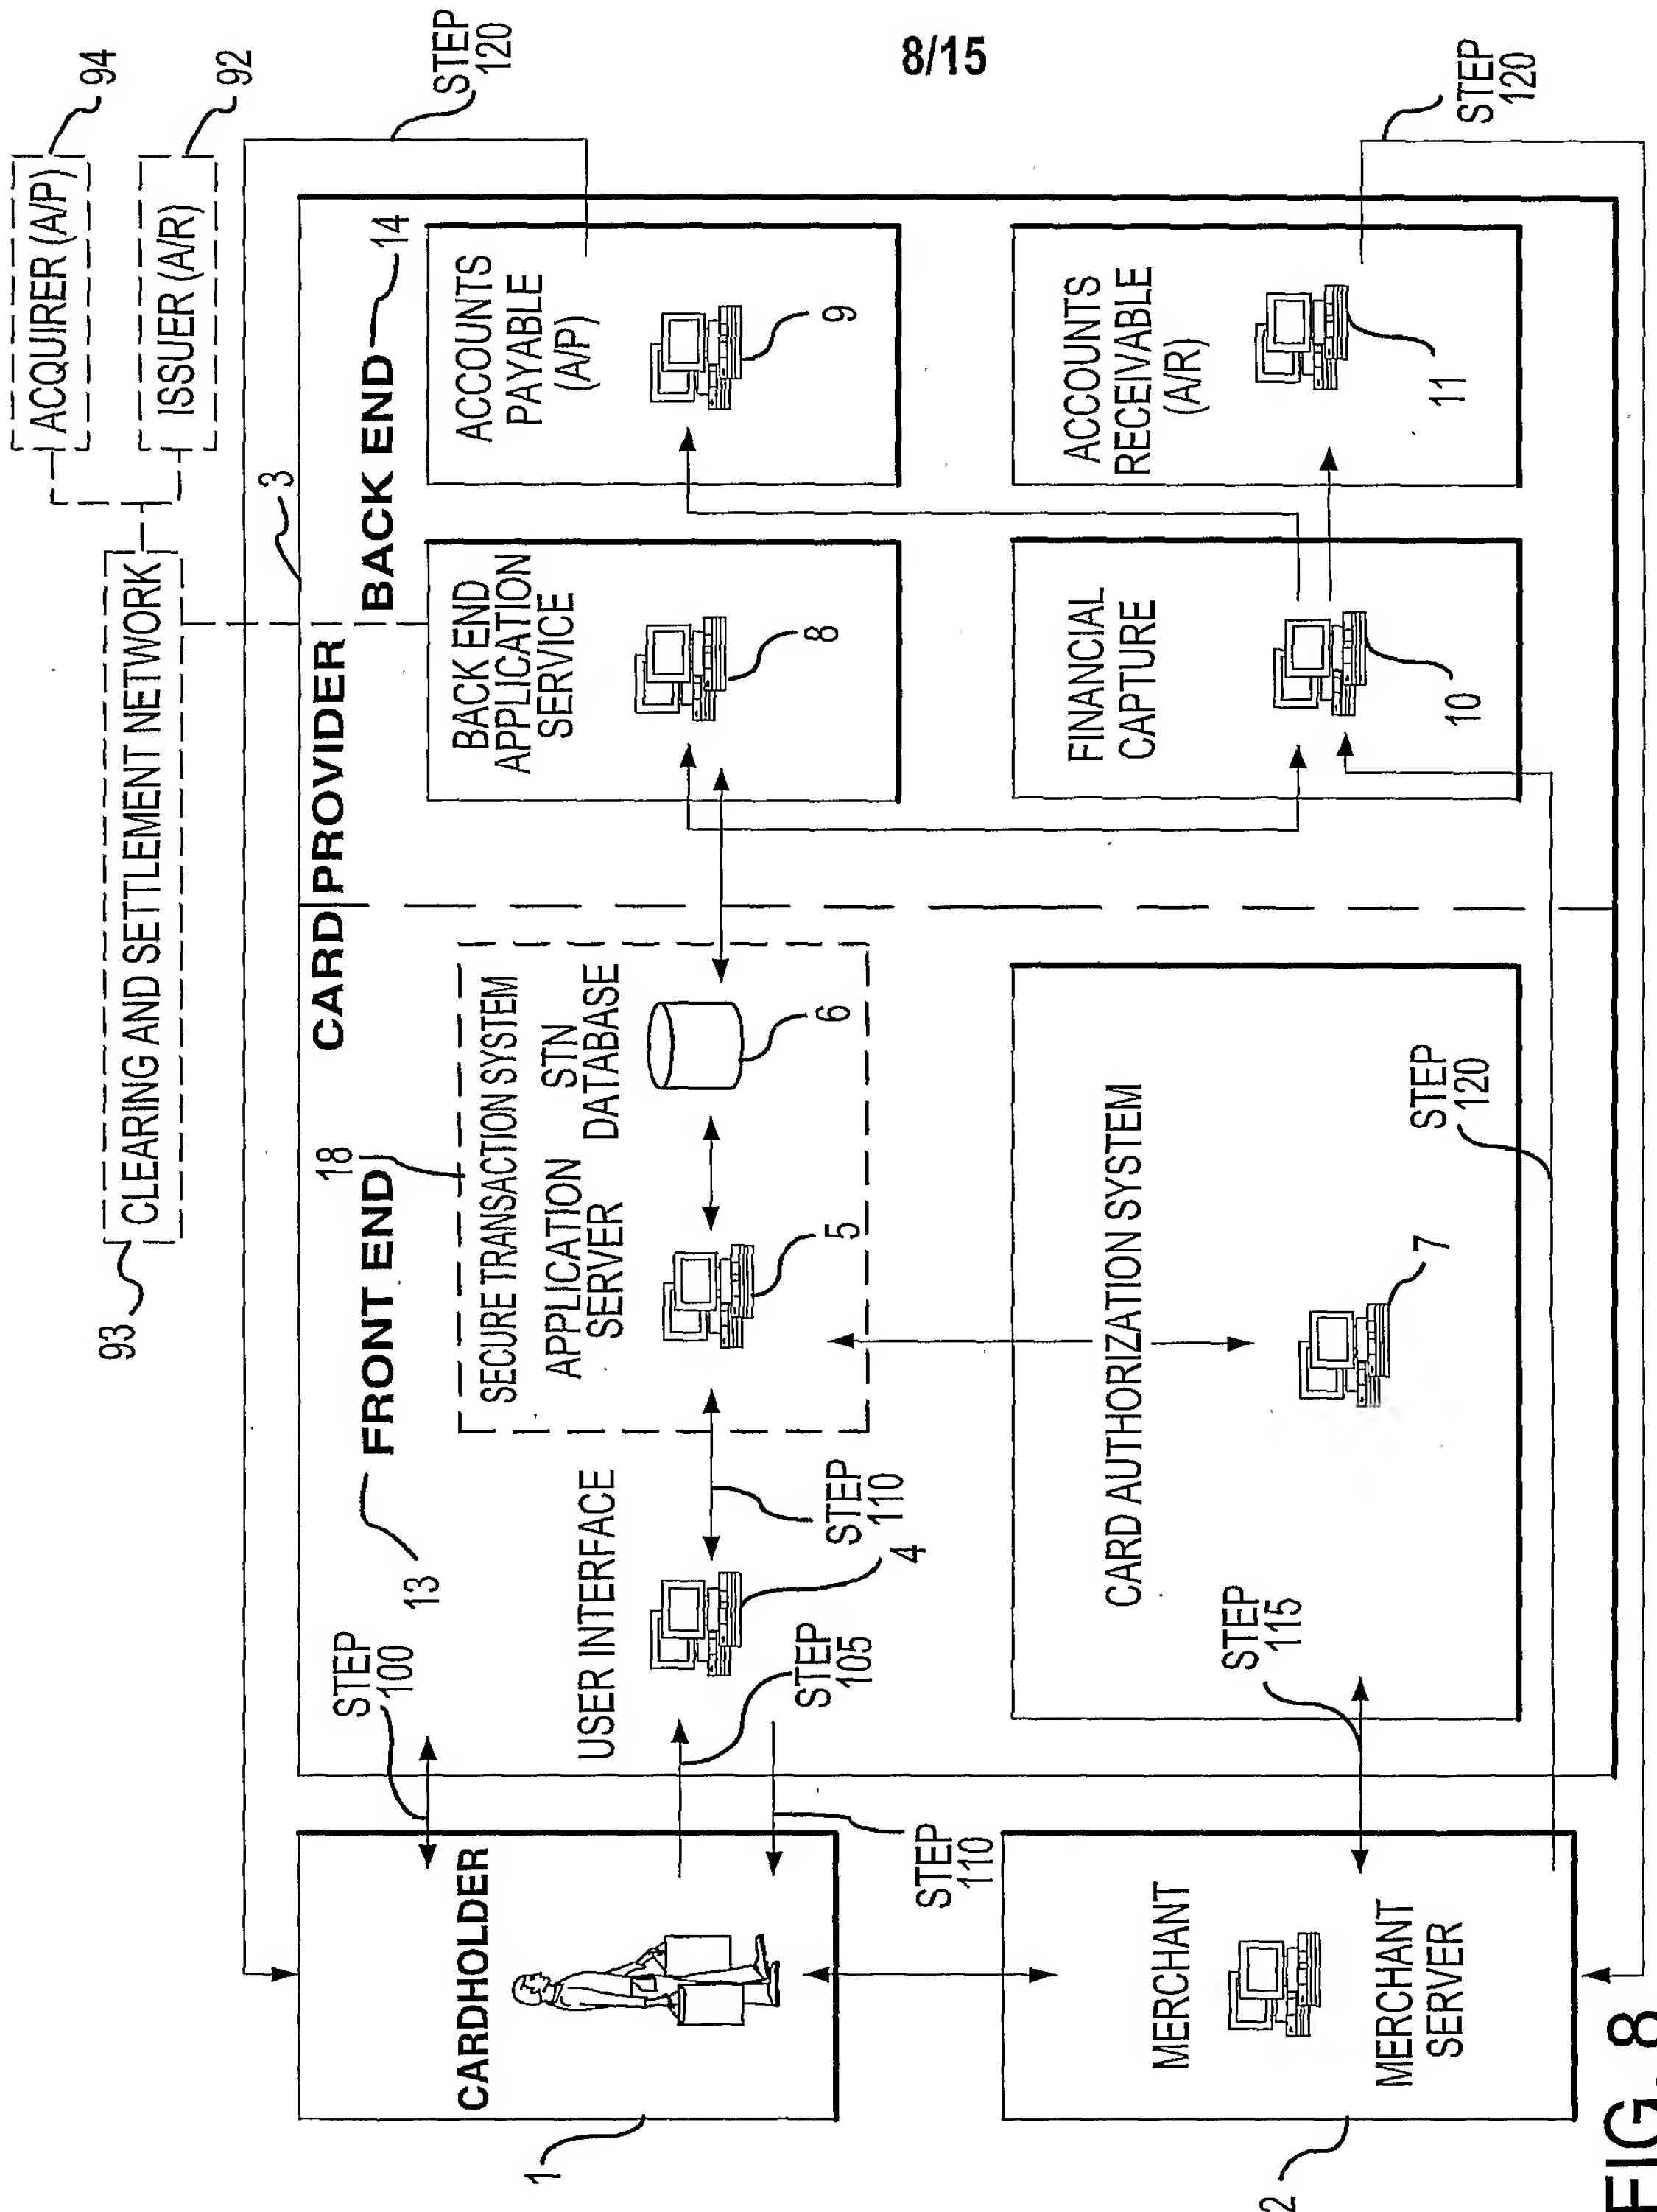 8/15
ACQUIRER (A/P)
94
ISSUER (A/R)
92
CLEARING AND SETTLEMENT NETWORK
93
STEP
120
3
CARD PROVIDER
FRONT END
13
BACK END
14
STEP
100
CARDHOLDER
1
18
SECURE TRANSACTION SYSTEM
USER INTERFACE
APPLICATION
SERVER
STN
DATABASE
4
5
6
STEP
105
STEP
110
STEP
110
BACK END
APPLICATION
SERVICE
8
ACCOUNTS
PAYABLE
(A/P)
9
MERCHANT
MERCHANT
SERVER
2
STEP
115
CARD AUTHORIZATION SYSTEM
7
STEP
120
FINANCIAL
CAPTURE
10
ACCOUNTS
RECEIVABLE
(A/R)
11
STEP
120
FIG. 8